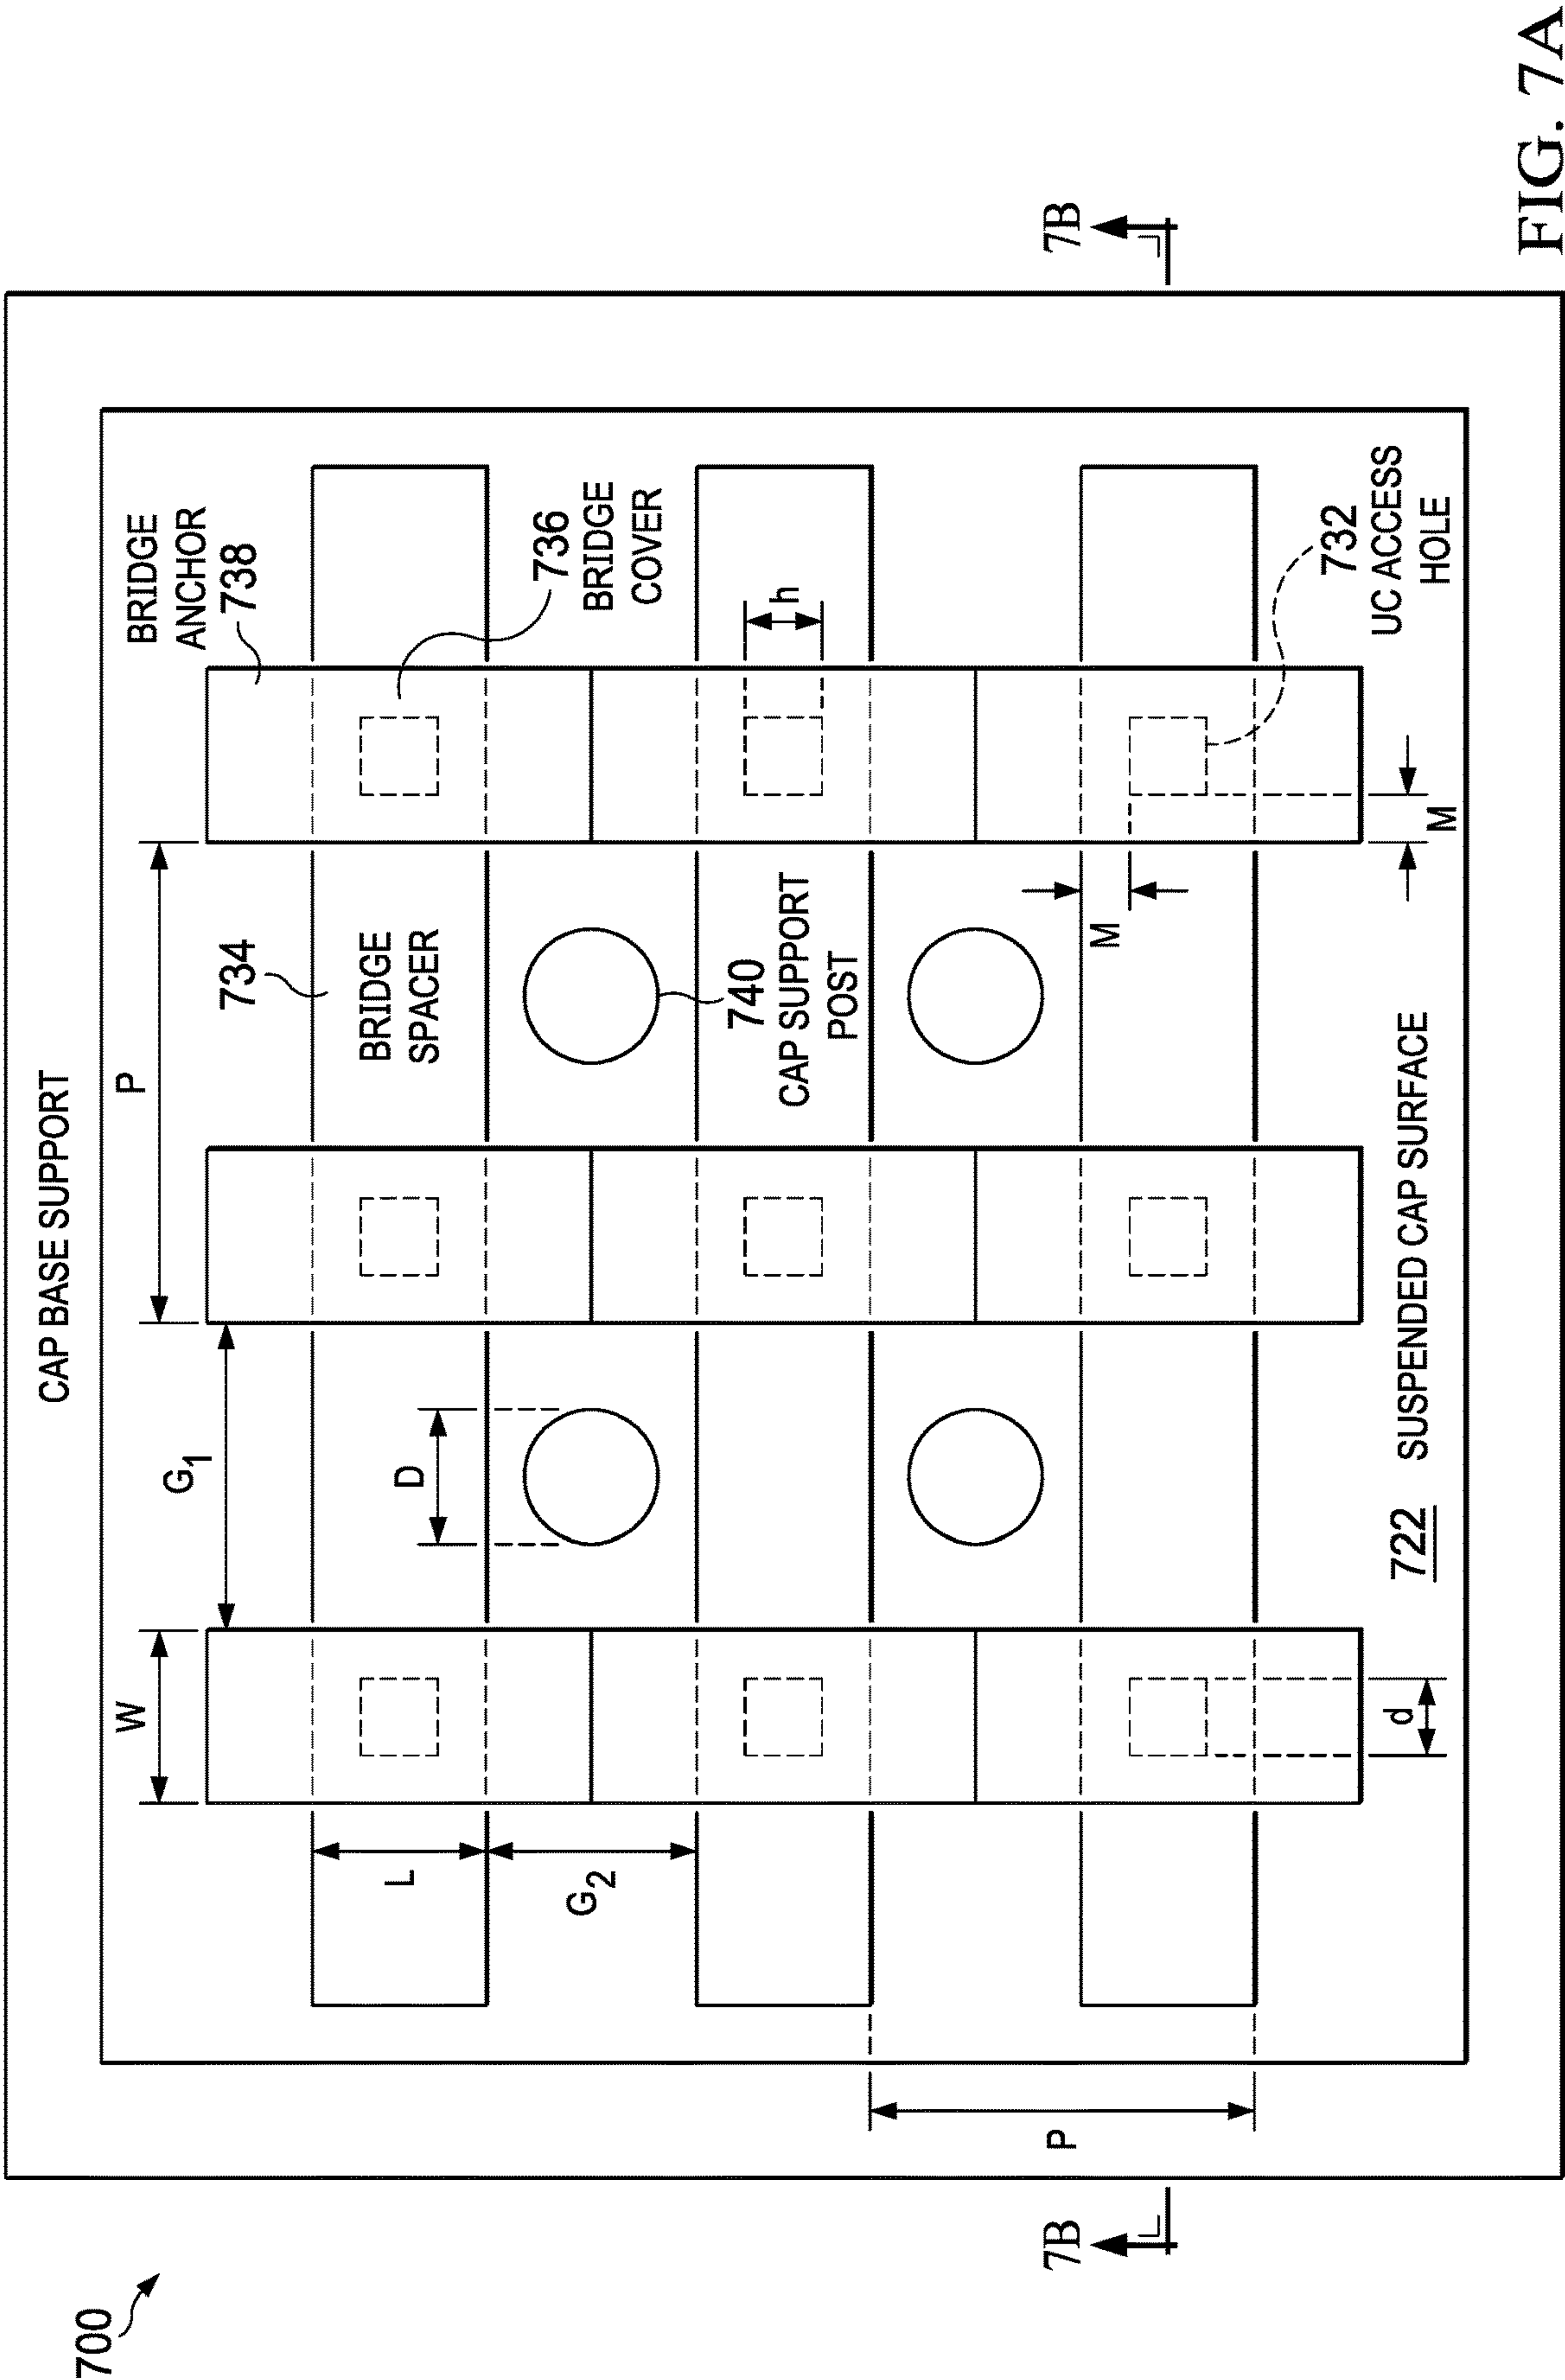 700
CAP BASE SUPPORT
W
G1
P
BRIDGE
ANCHOR
738
734
BRIDGE
SPACER
736
BRIDGE
COVER
L
G2
D
740
CAP SUPPORT
POST
h
P
M
M
d
732
UC ACCESS
HOLE
722 SUSPENDED CAP SURFACE
7B
7B
FIG. 7A